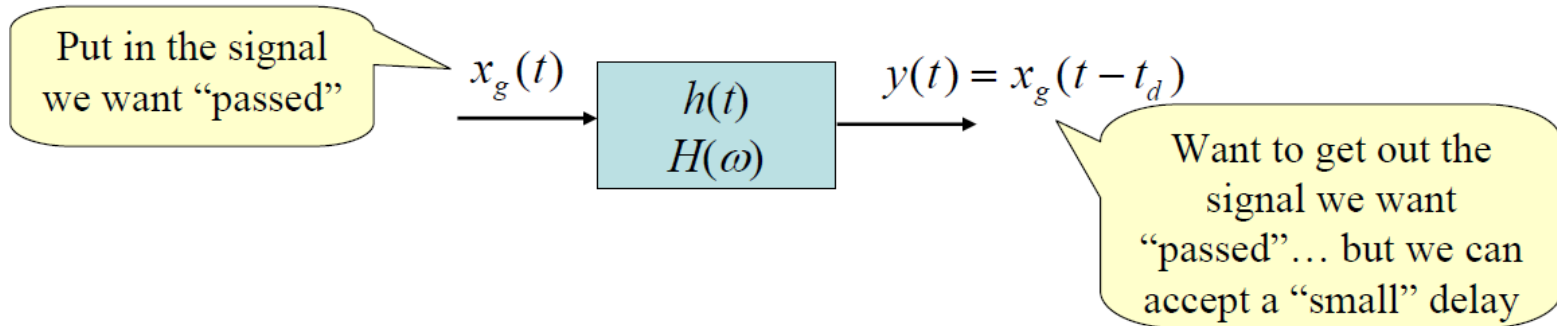 Put in the signal
we want “passed”
x_g(t)
h(t)
H(ω)
y(t) = x_g(t − t_d)
Want to get out the
signal we want
“passed”… but we can
accept a “small” delay